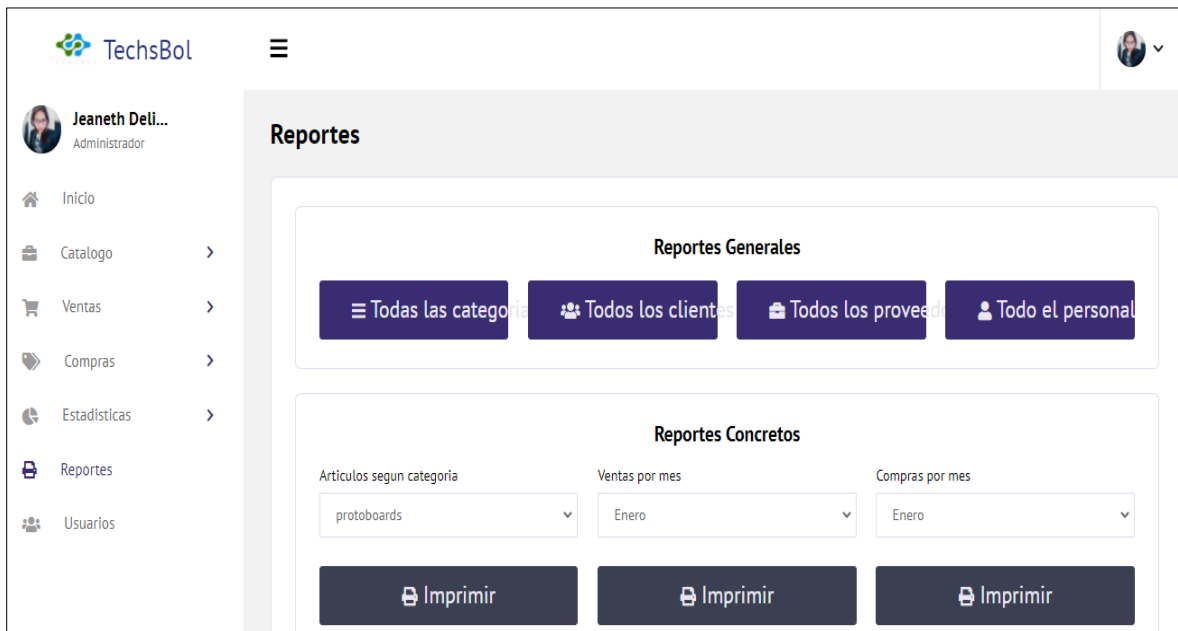 TechsBol
Jeaneth Deli...
Administrador
Inicio
Catalogo
Ventas
Compras
Estadisticas
Reportes
Usuarios
Reportes
Reportes Generales
Todas las categoria
Todos los clientes
Todos los proveedo
Todo el personal
Reportes Concretos
Articulos segun categoria
Ventas por mes
Compras por mes
protoboards
Enero
Enero
Imprimir
Imprimir
Imprimir